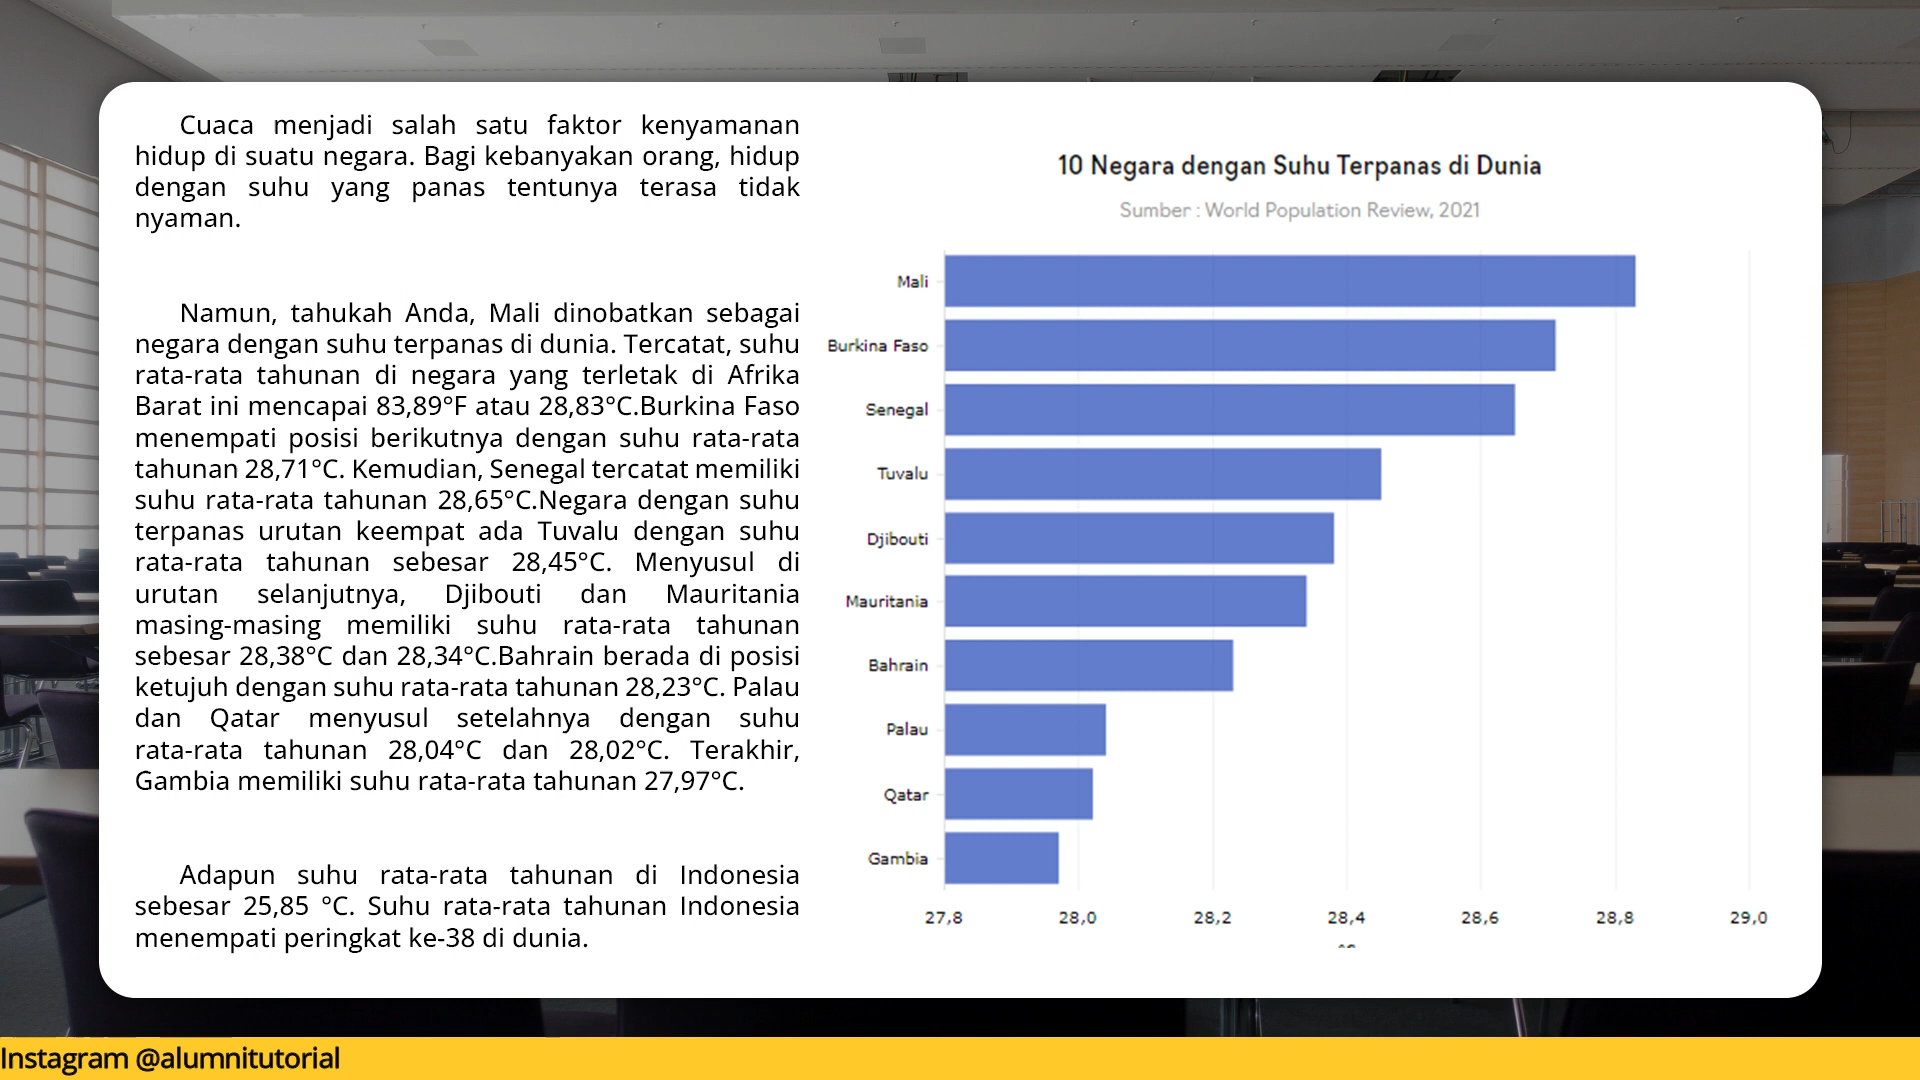 Cuaca menjadi salah satu faktor kenyamanan
hidup di suatu negara. Bagi kebanyakan orang, hidup
dengan suhu yang panas tentunya terasa tidak
nyaman.
Namun, tahukah Anda, Mali dinobatkan sebagai
negara dengan suhu terpanas di dunia. Tercatat, suhu
rata-rata tahunan di negara yang terletak di Afrika
Barat ini mencapai 83,89°F atau 28,83°C.Burkina Faso
menempati posisi berikutnya dengan suhu rata-rata
tahunan 28,71°C. Kemudian, Senegal tercatat memiliki
suhu rata-rata tahunan 28,65°C.Negara dengan suhu
terpanas urutan keempat ada Tuvalu dengan suhu
rata-rata tahunan sebesar 28,45°C. Menyusul di
urutan selanjutnya, Djibouti dan Mauritania
masing-masing memiliki suhu rata-rata tahunan
sebesar 28,38°C dan 28,34°C.Bahrain berada di posisi
ketujuh dengan suhu rata-rata tahunan 28,23°C. Palau
dan Qatar menyusul setelahnya dengan suhu
rata-rata tahunan 28,04°C dan 28,02°C. Terakhir,
Gambia memiliki suhu rata-rata tahunan 27,97°C.
Adapun suhu rata-rata tahunan di Indonesia
sebesar 25,85 °C. Suhu rata-rata tahunan Indonesia
menempati peringkat ke-38 di dunia.
10 Negara dengan Suhu Terpanas di Dunia
Sumber : World Population Review, 2021
Mali
Burkina Faso
Senegal
Tuvalu
Djibouti
Mauritania
Bahrain
Palau
Qatar
Gambia
27,8 28,0 28,2 28,4 28,6 28,8 29,0
Instagram @alumnitutorial